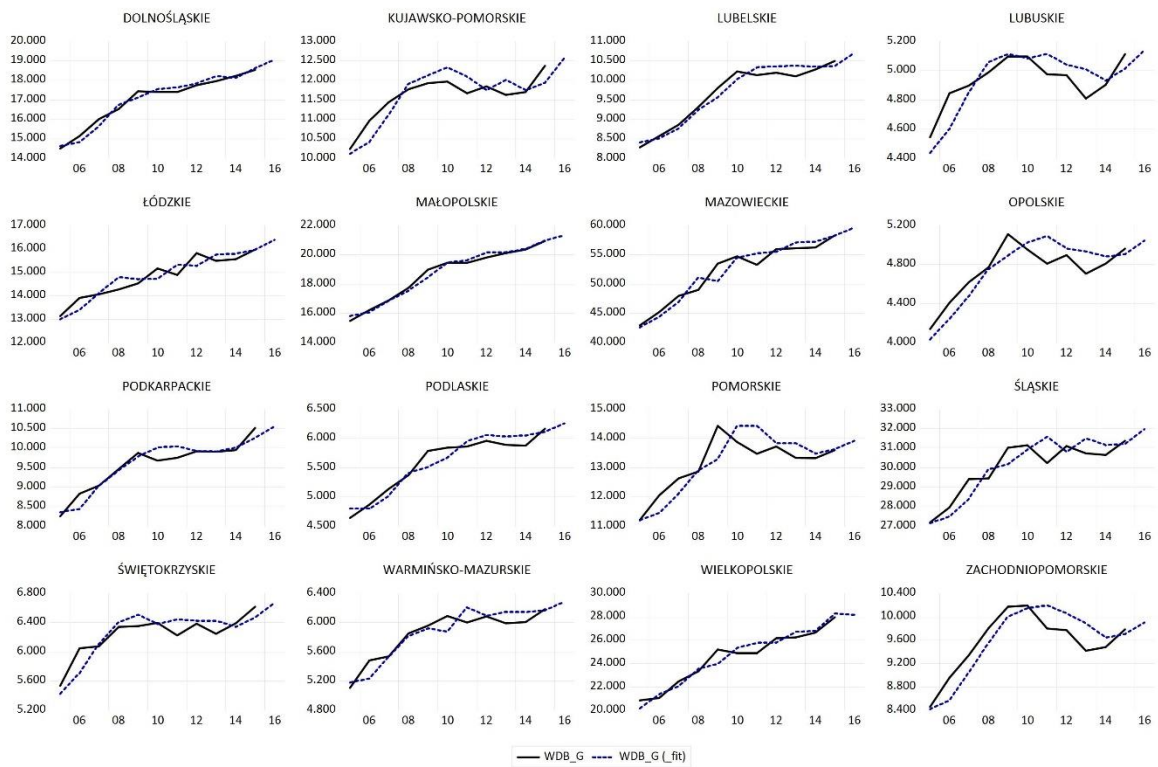 DOLNOŚLĄSKIE
20.000
19.000
18.000
17.000
16.000
15.000
14.000
06 08 10 12 14 16
KUJAWSKO-POMORSKIE
13.000
12.500
12.000
11.500
11.000
10.500
10.000
06 08 10 12 14 16
LUBELSKIE
11.000
10.500
10.000
9.500
9.000
8.500
8.000
06 08 10 12 14 16
LUBUSKIE
5.200
5.000
4.800
4.600
4.400
06 08 10 12 14 16
ŁÓDZKIE
17.000
16.000
15.000
14.000
13.000
12.000
06 08 10 12 14 16
MAŁOPOLSKIE
22.000
20.000
18.000
16.000
14.000
06 08 10 12 14 16
MAZOWIECKIE
60.000
55.000
50.000
45.000
40.000
06 08 10 12 14 16
OPOLSKIE
5.200
4.800
4.400
4.000
06 08 10 12 14 16
PODKARPACKIE
11.000
10.500
10.000
9.500
9.000
8.500
8.000
06 08 10 12 14 16
PODLASKIE
6.500
6.000
5.500
5.000
4.500
06 08 10 12 14 16
POMORSKIE
15.000
14.000
13.000
12.000
11.000
06 08 10 12 14 16
ŚLĄSKIE
33.000
32.000
31.000
30.000
29.000
28.000
27.000
06 08 10 12 14 16
ŚWIĘTOKRZYSKIE
6.800
6.400
6.000
5.600
5.200
06 08 10 12 14 16
WARMIŃSKO-MAZURSKIE
6.400
6.000
5.600
5.200
4.800
06 08 10 12 14 16
WIELKOPOLSKIE
30.000
28.000
26.000
24.000
22.000
20.000
06 08 10 12 14 16
ZACHODNIOPOMORSKIE
10.400
10.000
9.600
9.200
8.800
8.400
06 08 10 12 14 16
WDB_G WDB_G (_fit)